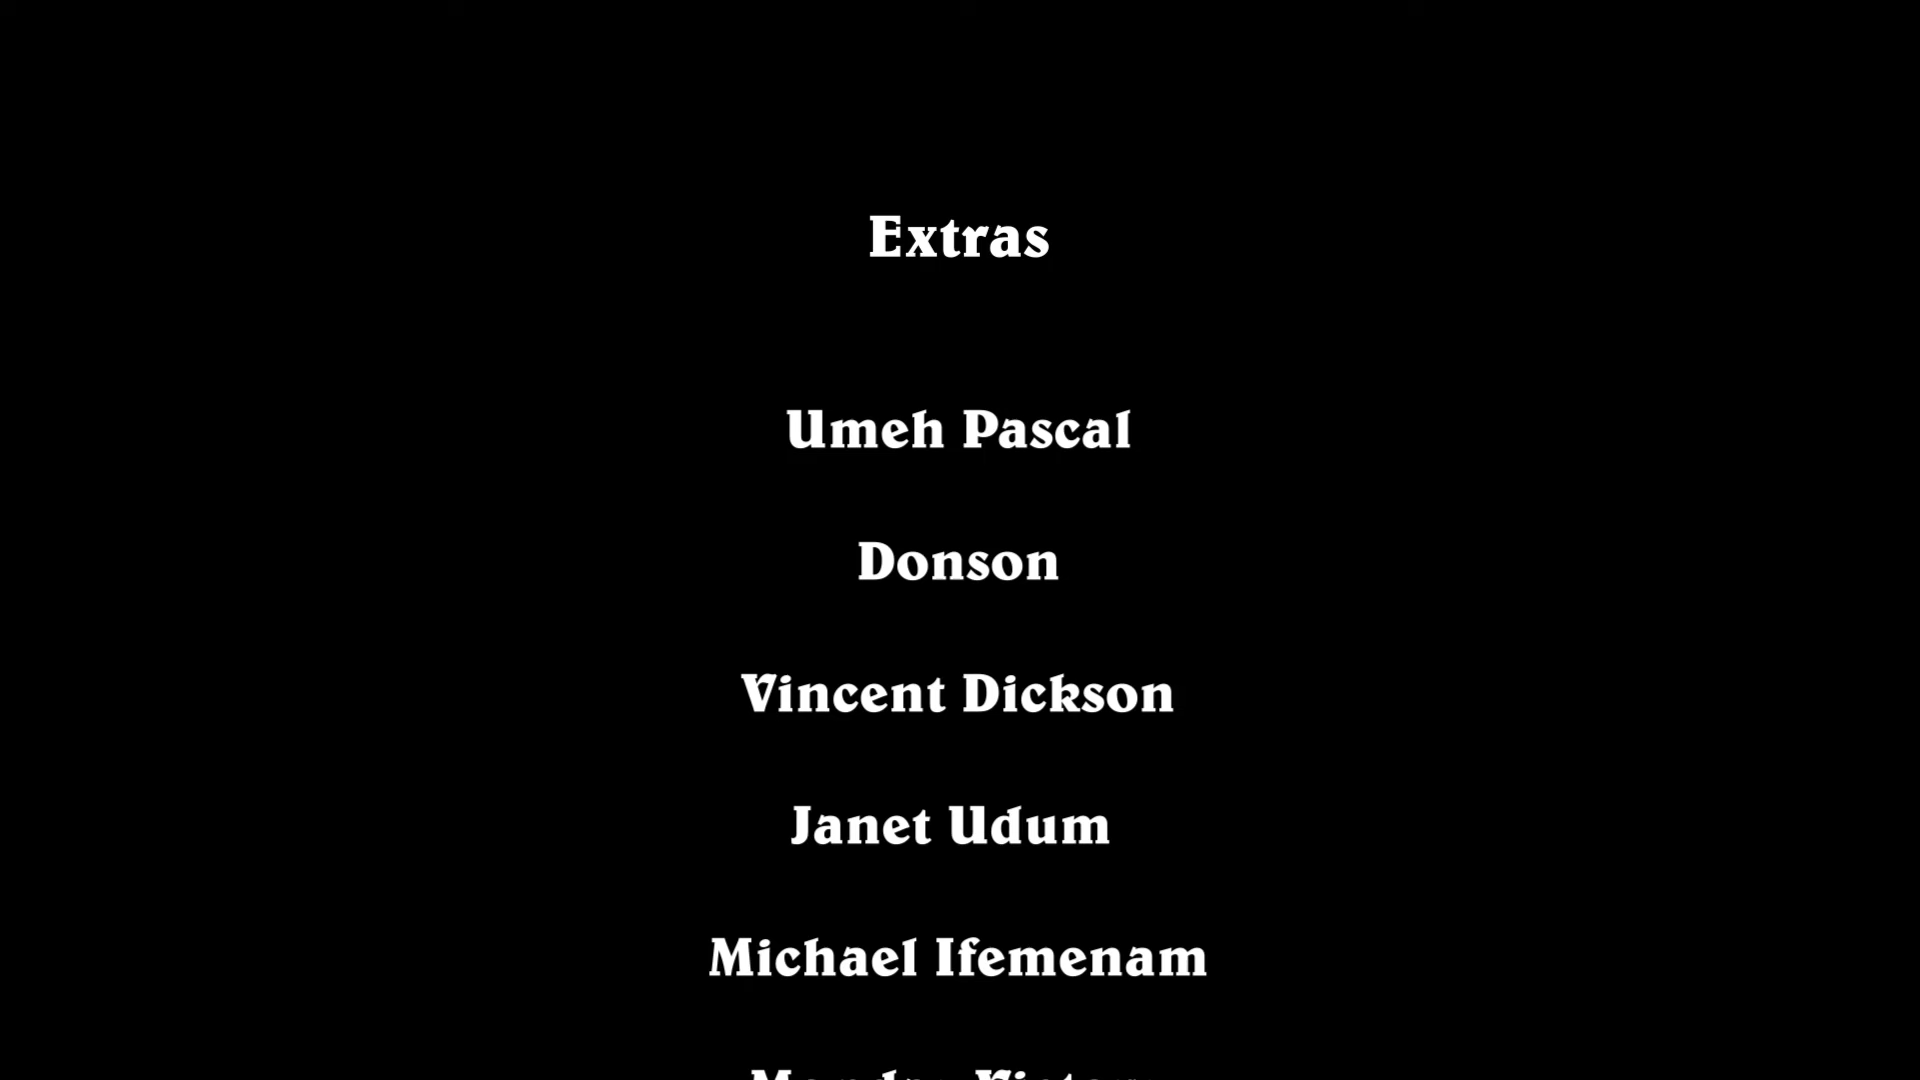 Extras
Umeh Pascal
Donson
Vincent Dickson
Janet Udum
Michael Ifemenam